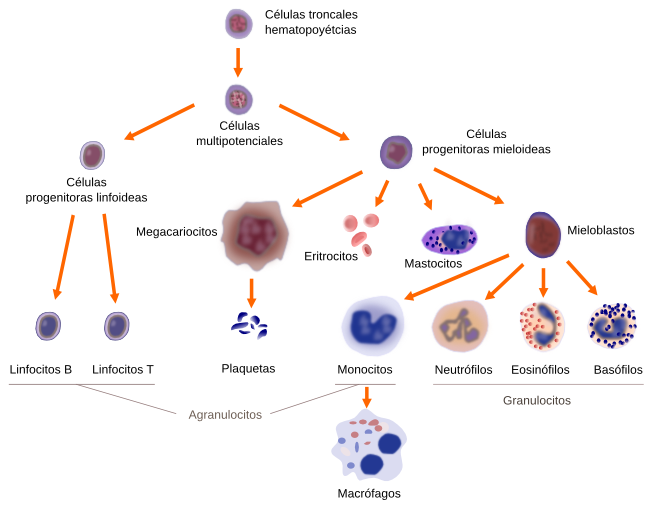 Células troncales
hematopoyétcias
Células
multipotenciales
Células
progenitoras mieloideas
Células
progenitoras linfoideas
Megacariocitos
Eritrocitos
Mastocitos
Mieloblastos
Linfocitos B
Linfocitos T
Plaquetas
Monocitos
Neutrófilos
Eosinófilos
Basófilos
Agranulocitos
Granulocitos
Macrófagos